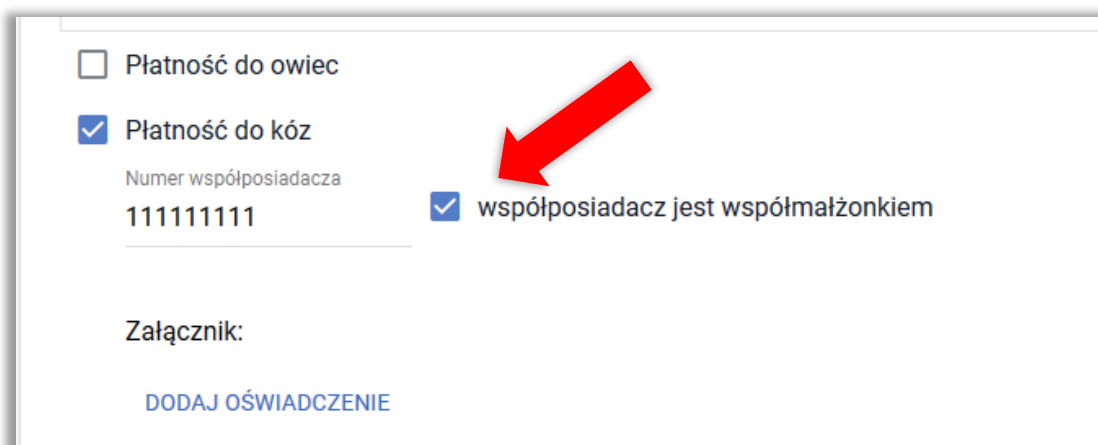 Płatność do owiec
Płatność do kóz
Numer współposiadacza
111111111
współposiadacz jest współmałżonkiem
Załącznik:
DODAJ OŚWIADCZENIE